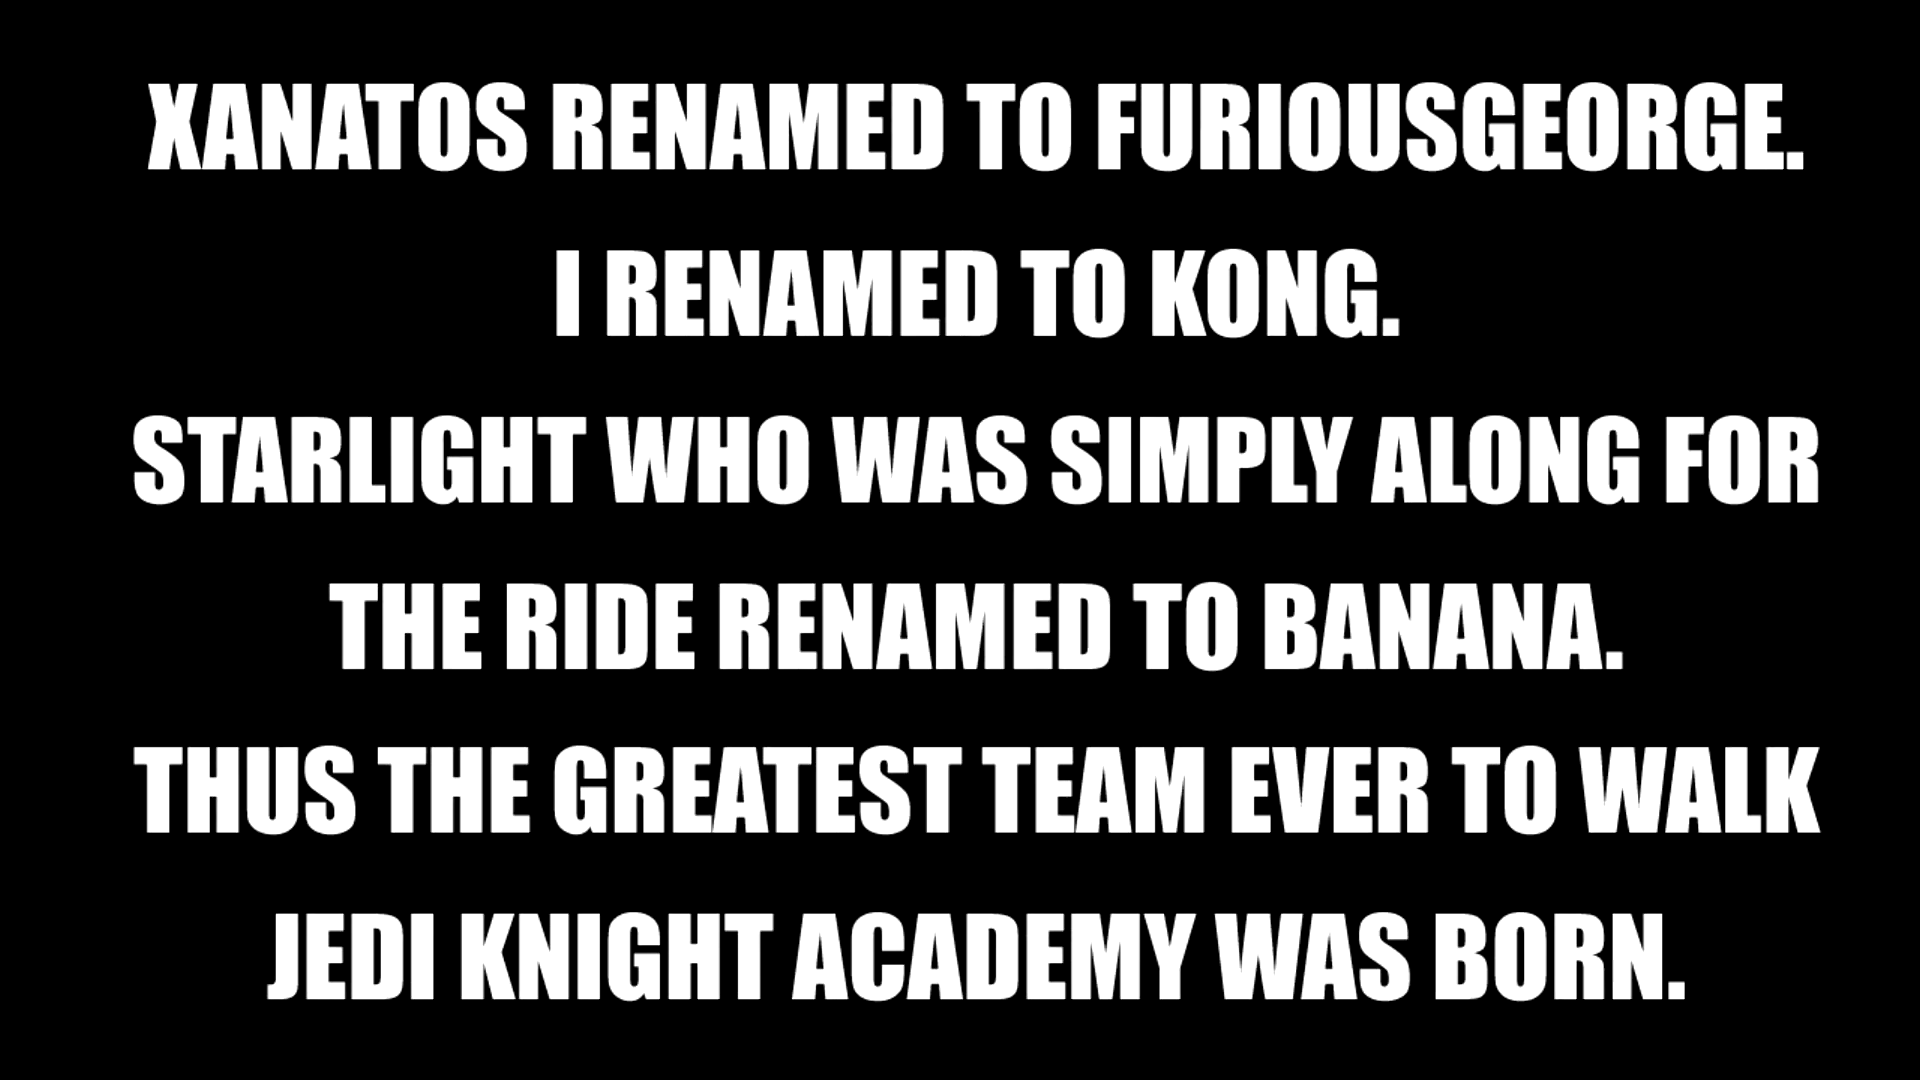 XANATOS RENAMED TO FURIOUSGEORGE.
I RENAMED TO KONG.
STARLIGHT WHO WAS SIMPLY ALONG FOR
THE RIDE RENAMED TO BANANA.
THUS THE GREATEST TEAM EVER TO WALK
JEDI KNIGHT ACADEMY WAS BORN.